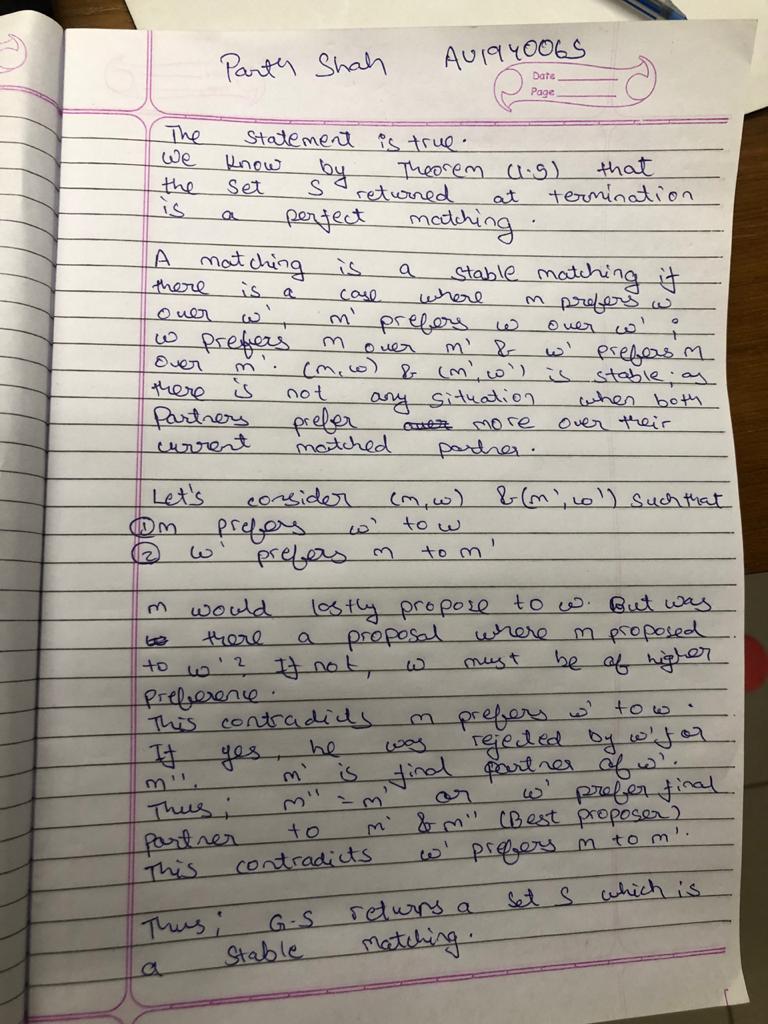 Parth Shah AU1940065
Date
Page
The statement is true.
We know by Theorem (1.9) that
the set S returned at termination
is a perfect matching.
A matching is a stable matching if
there is a case where m prefers w
over w', m' prefers w over w' ;
w prefers m over m' & w' prefers m
over m'. (m,w) & (m',w') is stable; as
there is not any situation when both
Partners prefer more over their
current matched partner.
Let's consider (m,w) &(m',w') such that
① m prefers w' to w
② w' prefers m to m'
m would lastly propose to w. But was
there a proposal where m proposed
to w'? If not, w must be of higher
preference.
This contradicts m prefers w' to w.
If yes, he was rejected by w' for
m''. m' is final partner of w'.
Thus; m'' = m' or w' prefer final
partner to m' & m'' (Best proposer)
This contradicts w' prefers m to m'.
Thus; G-S returns a set S which is
a stable matching.